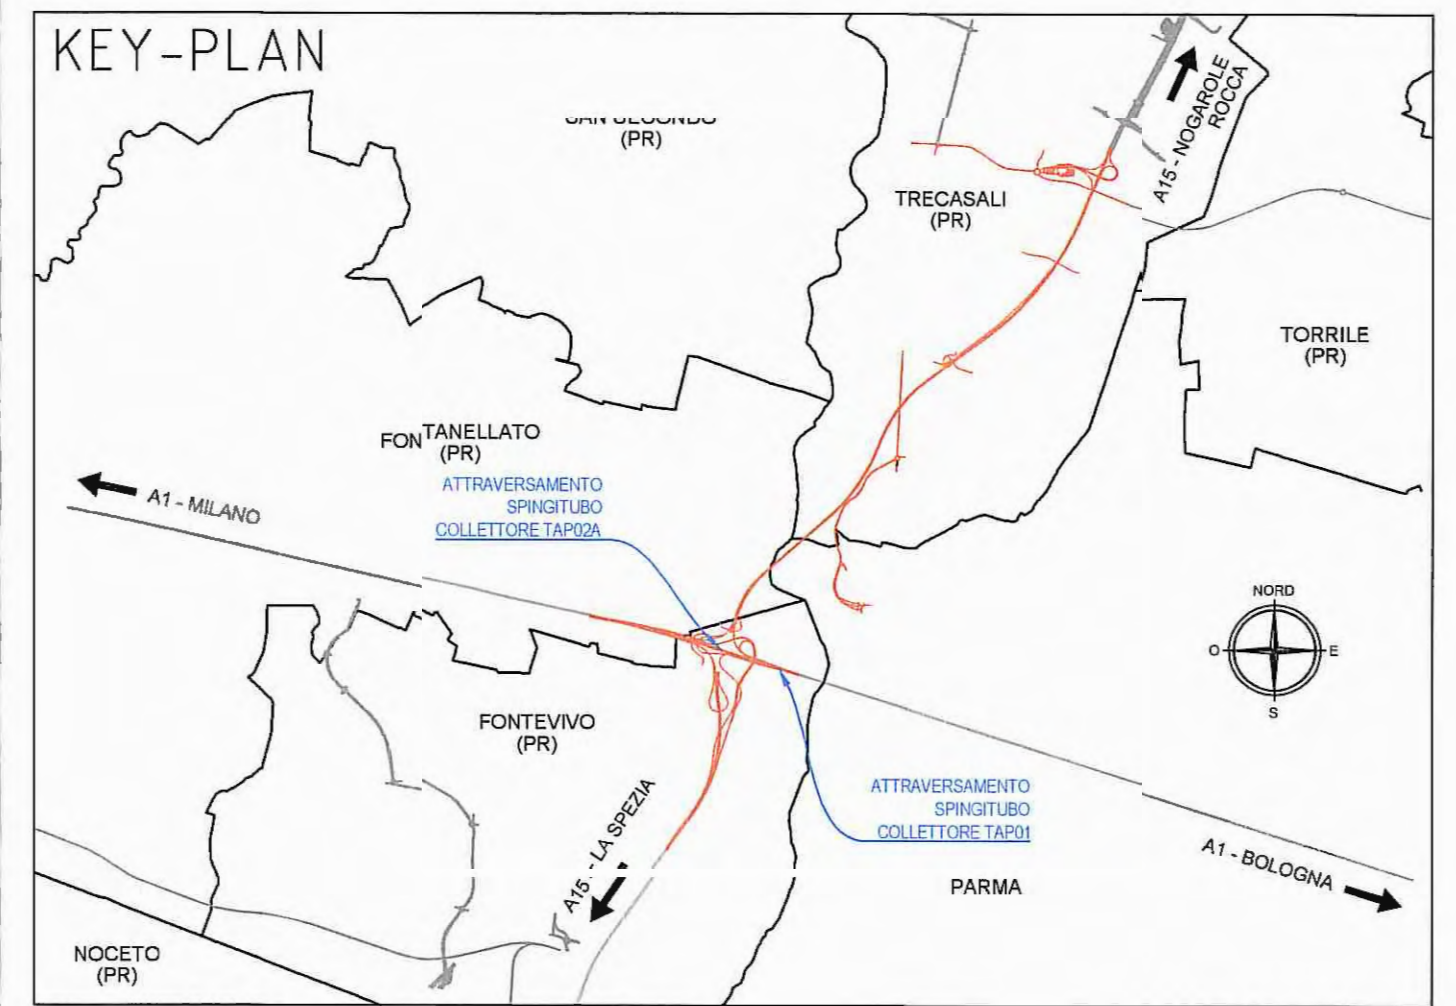 KEY-PLAN
(PR)
A15 - NOGAROLE
ROCCA
TRECASALI
(PR)
TORRILE
(PR)
FONTANELLATO
(PR)
A1 - MILANO
ATTRAVERSAMENTO
SPINGITUBO
COLLETTORE TAP02A
NORD
O
E
S
FONTEVIVO
(PR)
ATTRAVERSAMENTO
SPINGITUBO
COLLETTORE TAP01
A15 - LA SPEZIA
A1 - BOLOGNA
PARMA
NOCETO
(PR)